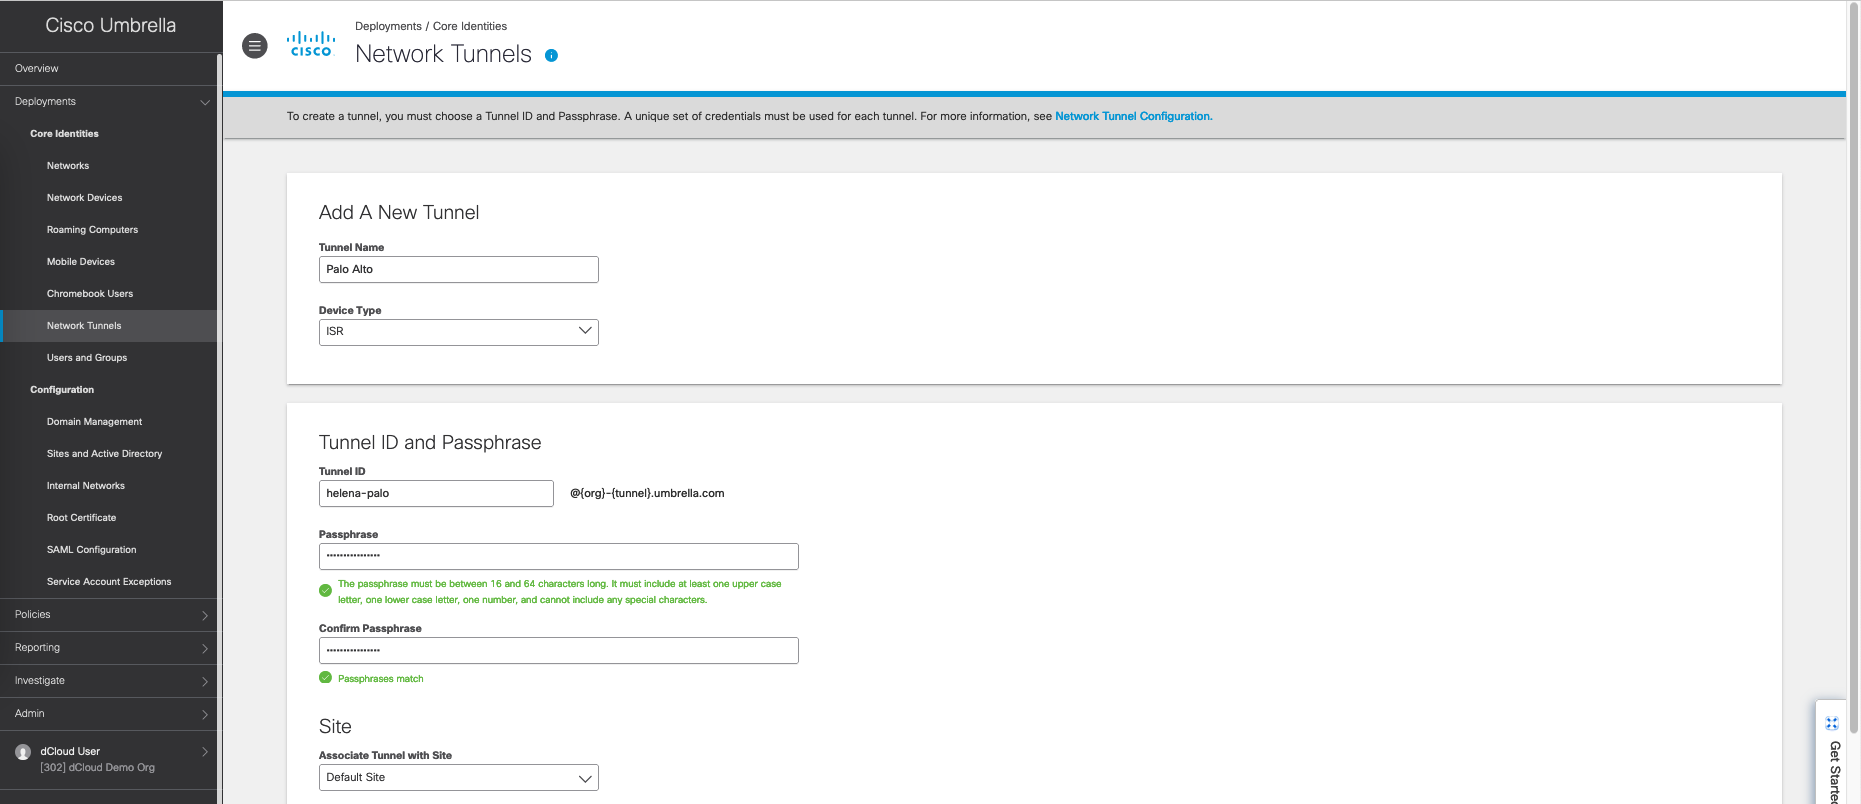 Cisco Umbrella
Overview
Deployments
Core Identities
Networks
Network Devices
Roaming Computers
Mobile Devices
Chromebook Users
Network Tunnels
Users and Groups
Configuration
Domain Management
Sites and Active Directory
Internal Networks
Root Certificate
SAML Configuration
Service Account Exceptions
Policies
Reporting
Investigate
Admin
dCloud User
[302] dCloud Demo Org
CISCO
Deployments / Core Identities
Network Tunnels
To create a tunnel, you must choose a Tunnel ID and Passphrase. A unique set of credentials must be used for each tunnel. For more information, see Network Tunnel Configuration.
Add A New Tunnel
Tunnel Name
Palo Alto
Device Type
ISR
Tunnel ID and Passphrase
Tunnel ID
helena-palo @{org}-{tunnel}.umbrella.com
Passphrase
The passphrase must be between 16 and 64 characters long. It must include at least one upper case
letter, one lower case letter, one number, and cannot include any special characters.
Confirm Passphrase
Passphrases match
Site
Associate Tunnel with Site
Default Site
Get Started